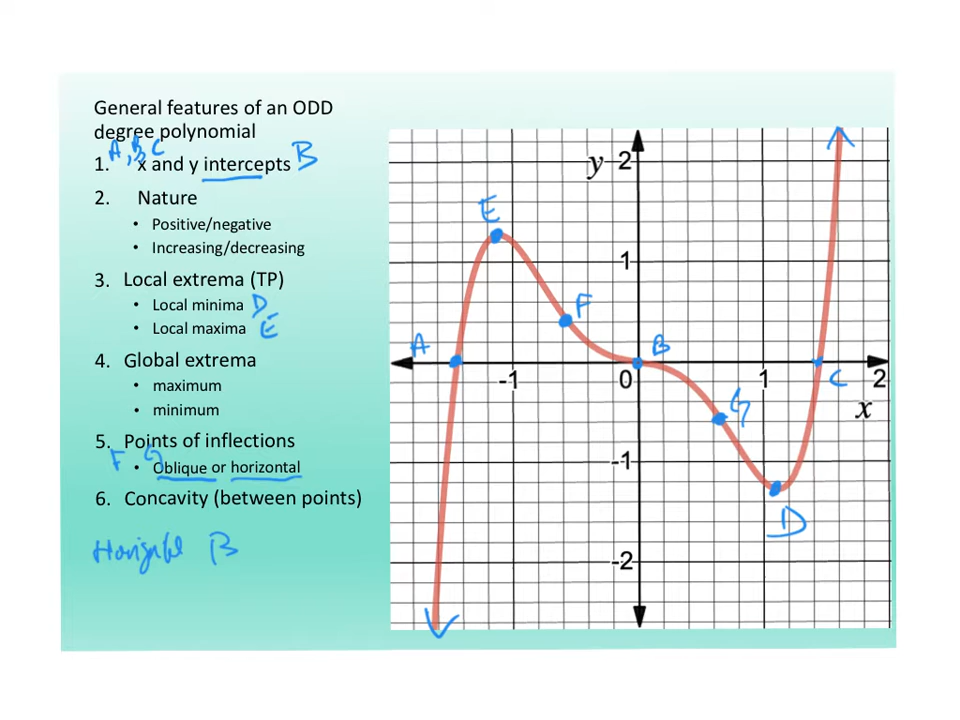 General features of an ODD
degree polynomial
A, B, C
1. x and y intercepts B
2. Nature
• Positive/negative
• Increasing/decreasing
3. Local extrema (TP)
• Local minima D
• Local maxima E
4. Global extrema
• maximum
• minimum
5. Points of inflections
F G
• Oblique or horizontal
6. Concavity (between points)
Horizontal B
y 2
E
1
F
A
B
-1 0 1 2
C
x
G
-1
D
-2